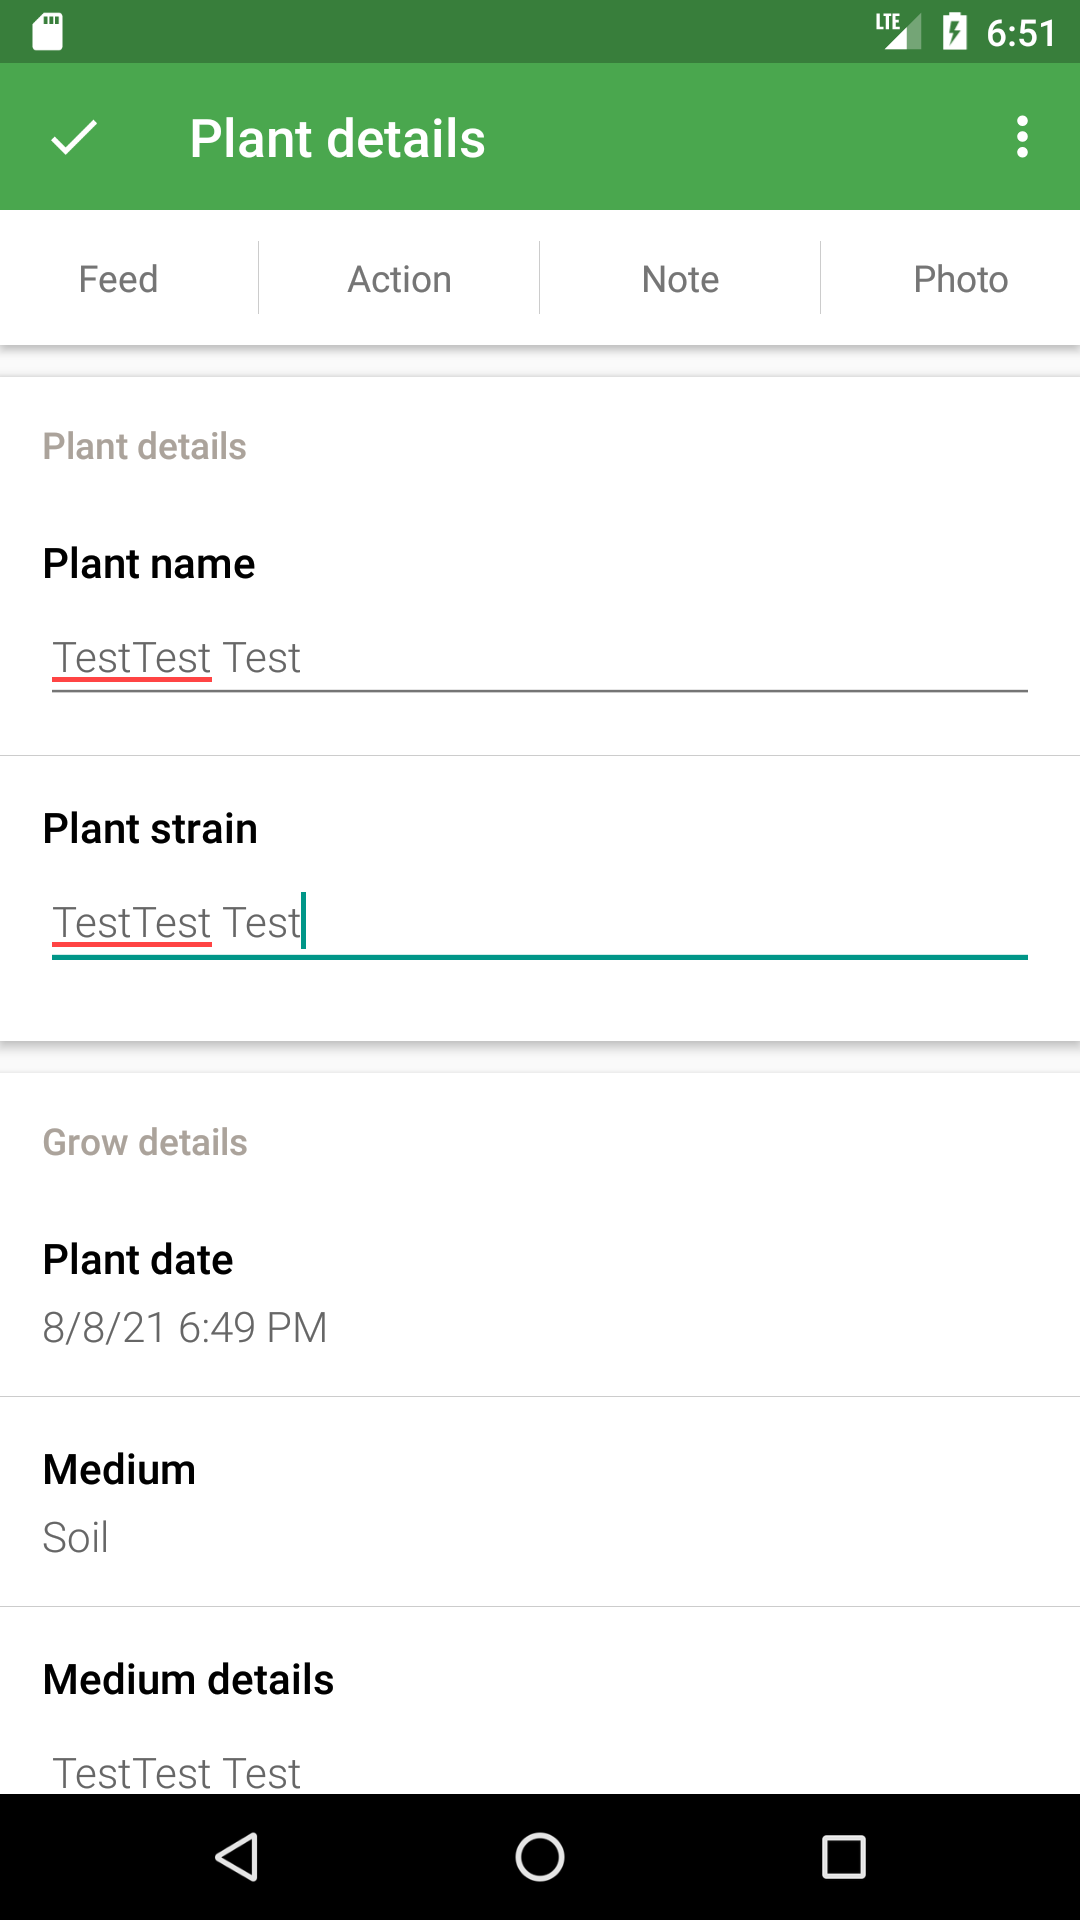 LTE 6:51
Plant details
Feed Action Note Photo
Plant details
Plant name
TestTest Test
Plant strain
TestTest Test
Grow details
Plant date
8/8/21 6:49 PM
Medium
Soil
Medium details
TestTest Test